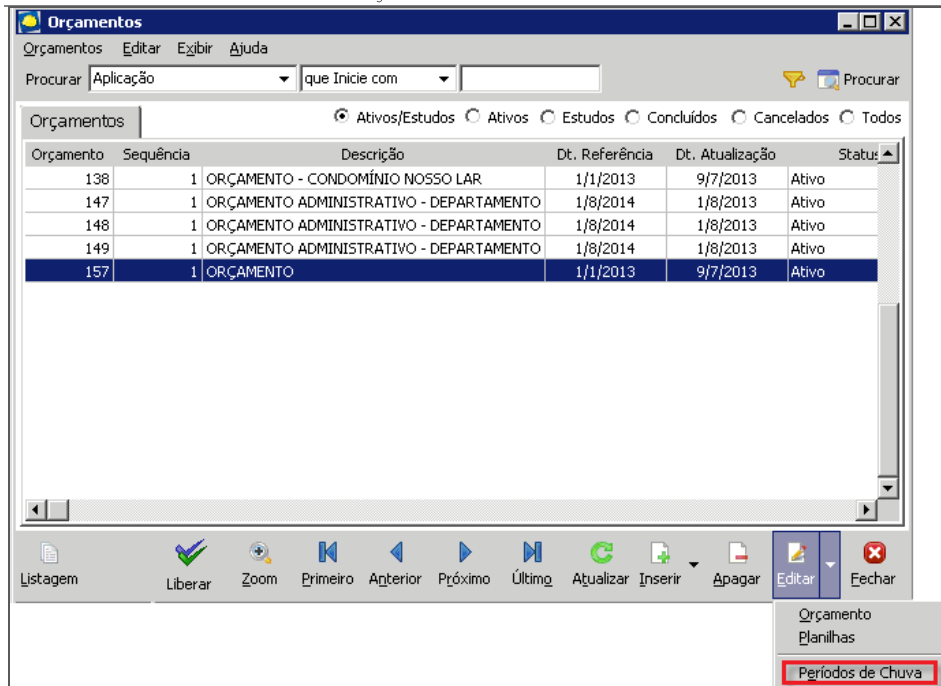 Orçamentos
Orçamentos Editar Exibir Ajuda
Procurar Aplicação que Inicie com Procurar
Orçamentos Ativos/Estudos Ativos Estudos Concluídos Cancelados Todos
Orçamento Sequência Descrição Dt. Referência Dt. Atualização Status
138 1 ORÇAMENTO - CONDOMÍNIO NOSSO LAR 1/1/2013 9/7/2013 Ativo
147 1 ORÇAMENTO ADMINISTRATIVO - DEPARTAMENTO 1/8/2014 1/8/2013 Ativo
148 1 ORÇAMENTO ADMINISTRATIVO - DEPARTAMENTO 1/8/2014 1/8/2013 Ativo
149 1 ORÇAMENTO ADMINISTRATIVO - DEPARTAMENTO 1/8/2014 1/8/2013 Ativo
157 1 ORÇAMENTO 1/1/2013 9/7/2013 Ativo
Listagem Liberar Zoom Primeiro Anterior Próximo Último Atualizar Inserir Apagar Editar Fechar
Orçamento
Planilhas
Períodos de Chuva